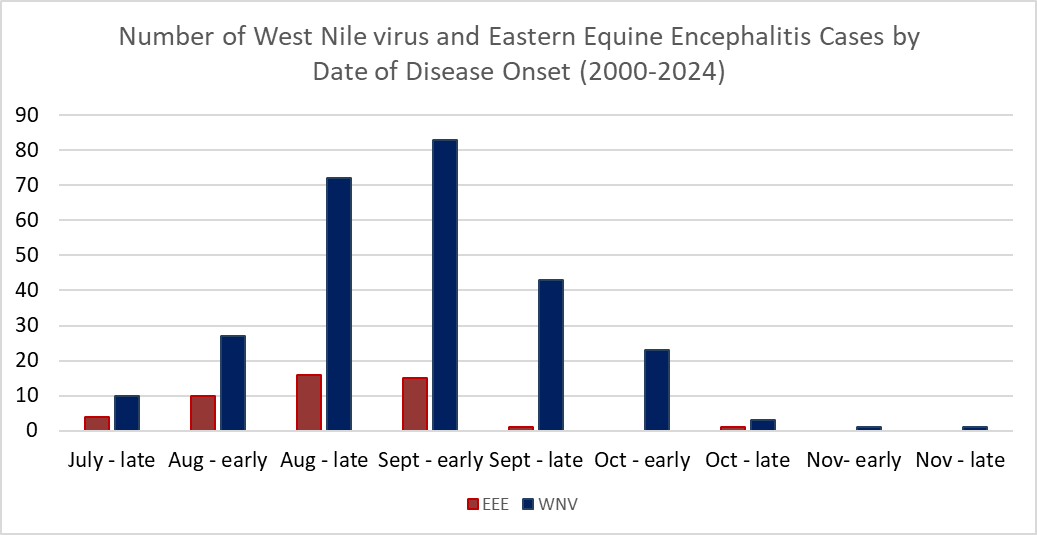 Number of West Nile virus and Eastern Equine Encephalitis Cases by
Date of Disease Onset (2000-2024)
90
80
70
60
50
40
30
20
10
0
July - late Aug - early Aug - late Sept - early Sept - late Oct - early Oct - late Nov- early Nov - late
EEE WNV